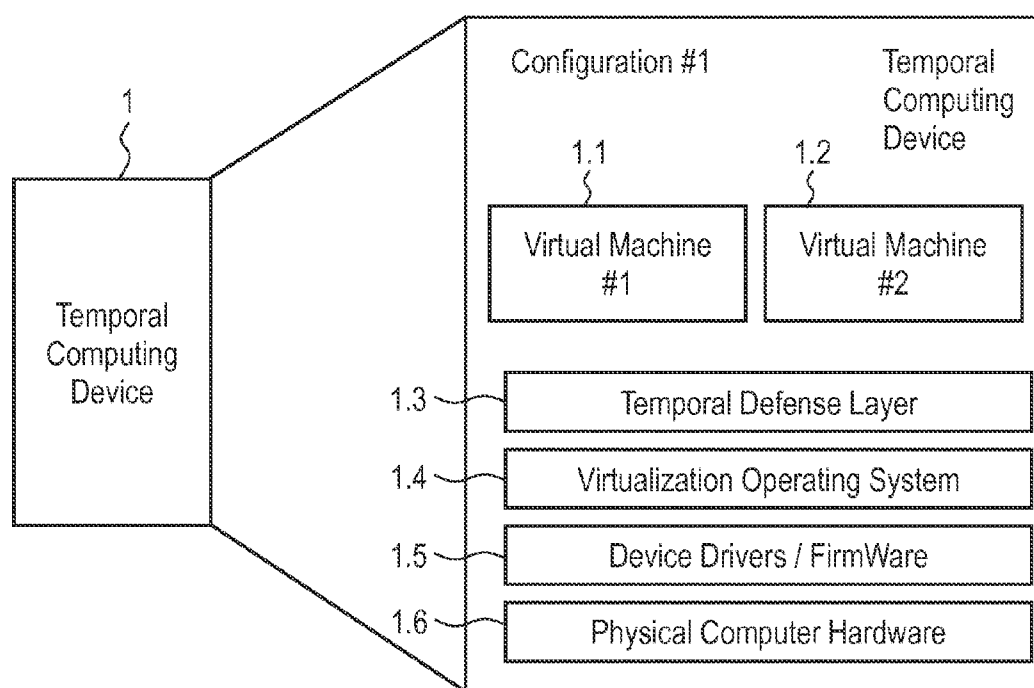 1
Temporal
Computing
Device
Configuration #1
Temporal
Computing
Device
1.1
Virtual Machine
#1
1.2
Virtual Machine
#2
1.3
Temporal Defense Layer
1.4
Virtualization Operating System
1.5
Device Drivers / FirmWare
1.6
Physical Computer Hardware